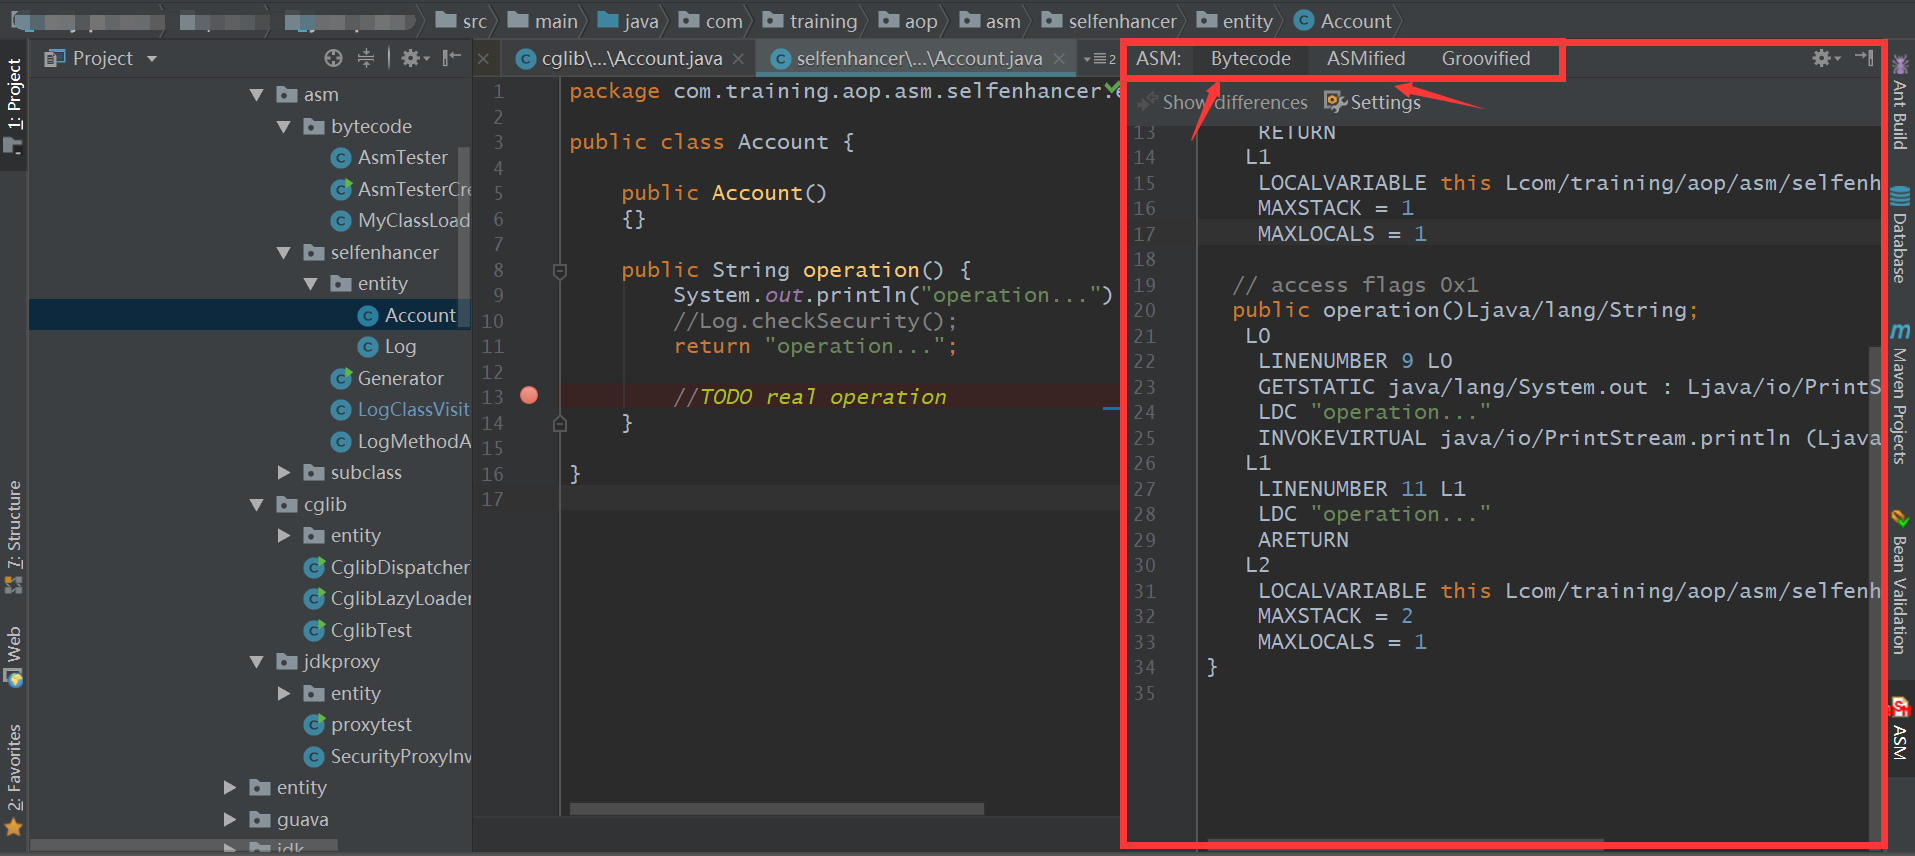 src main java com training aop asm selfenhancer entity Account
1: Project
7: Structure
Web
2: Favorites
Project
asm
bytecode
AsmTester
AsmTesterCre
MyClassLoad
selfenhancer
entity
Account
Log
Generator
LogClassVisit
LogMethodA
subclass
cglib
entity
CglibDispatcher
CglibLazyLoader
CglibTest
jdkproxy
entity
proxytest
SecurityProxyInv
entity
guava
jdk
cglib\...\Account.java
selfenhancer\...\Account.java
2
1 package com.training.aop.asm.selfenhancer.e
2
3 public class Account {
4
5 public Account()
6 {}
7
8 public String operation() {
9 System.out.println("operation...")
10 //Log.checkSecurity();
11 return "operation...";
12
13 //TODO real operation
14 }
15
16 }
17
ASM: Bytecode ASMified Groovified
Show differences Settings
13 RETURN
14 L1
15 LOCALVARIABLE this Lcom/training/aop/asm/selfenh
16 MAXSTACK = 1
17 MAXLOCALS = 1
18
19 // access flags 0x1
20 public operation()Ljava/lang/String;
21 L0
22 LINENUMBER 9 L0
23 GETSTATIC java/lang/System.out : Ljava/io/PrintS
24 LDC "operation..."
25 INVOKEVIRTUAL java/io/PrintStream.println (Ljava
26 L1
27 LINENUMBER 11 L1
28 LDC "operation..."
29 ARETURN
30 L2
31 LOCALVARIABLE this Lcom/training/aop/asm/selfenh
32 MAXSTACK = 2
33 MAXLOCALS = 1
34 }
35
Ant Build
Database
Maven Projects
Bean Validation
ASM